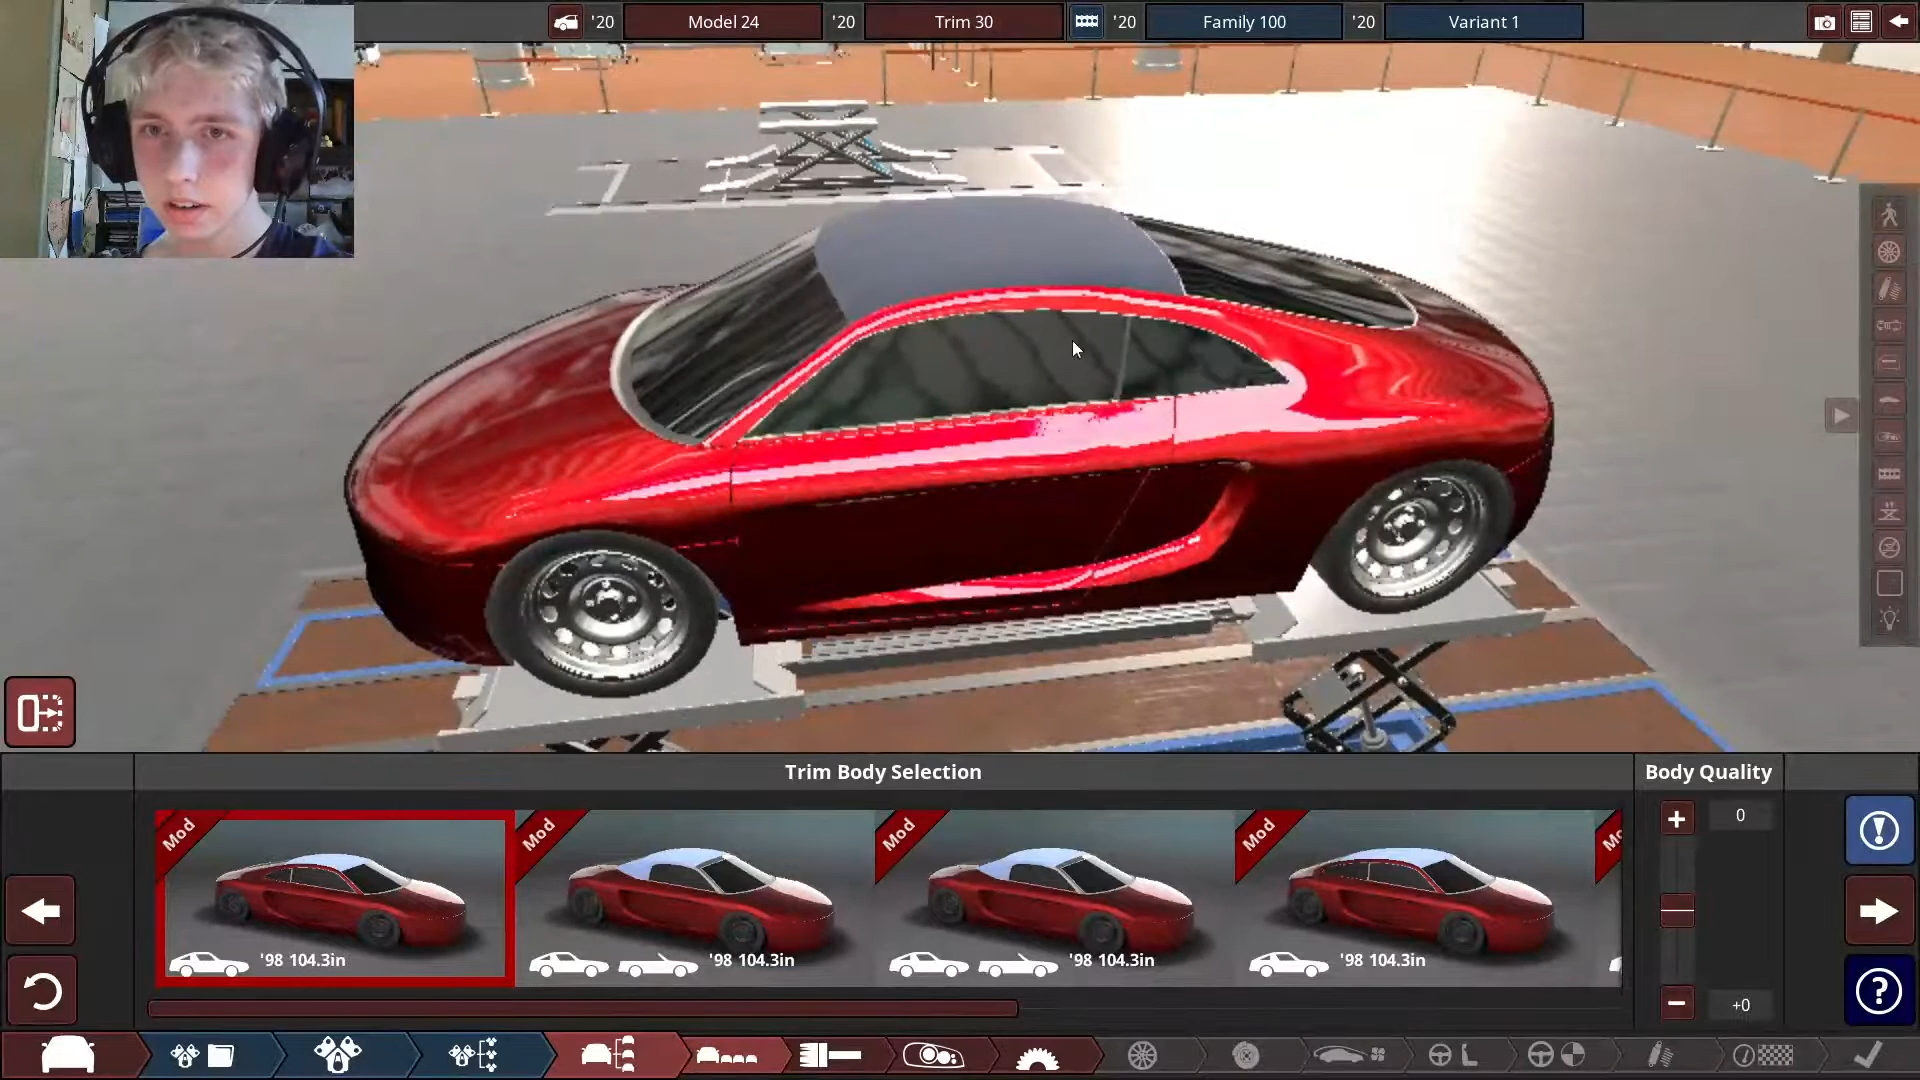 '20 Model 24 '20 Trim 30 '20 Family 100 '20 Variant 1
Trim Body Selection
Body Quality
Mod
Mod
Mod
Mod
0
'98 104.3in
'98 104.3in
'98 104.3in
'98 104.3in
+0